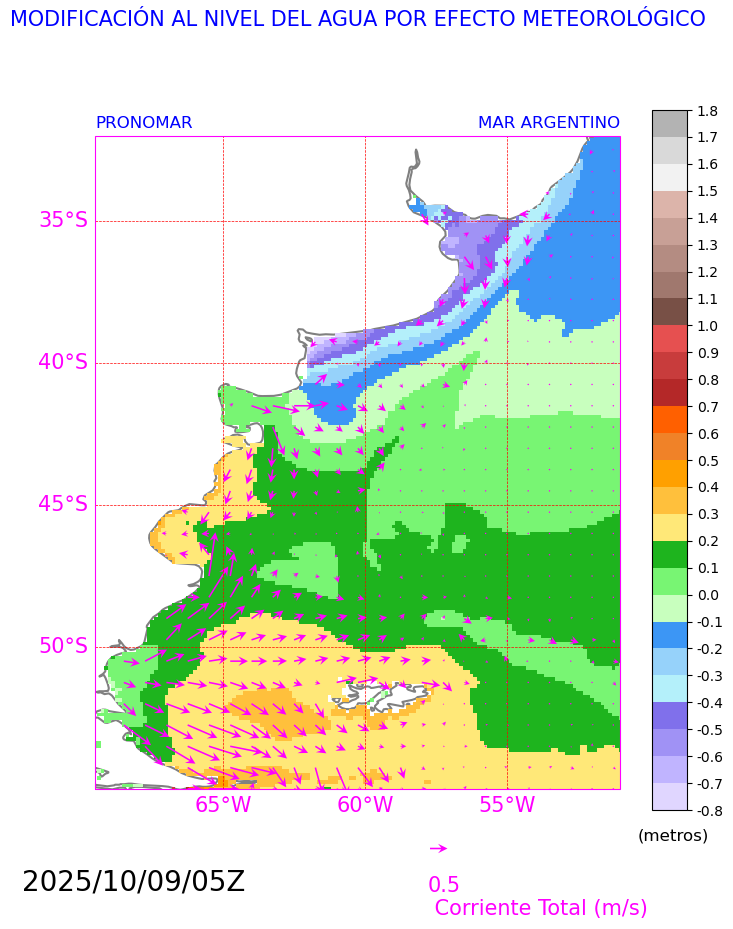 MODIFICACIÓN AL NIVEL DEL AGUA POR EFECTO METEOROLÓGICO
PRONOMAR MAR ARGENTINO
35°S
40°S
45°S
50°S
65°W 60°W 55°W
1.8
1.7
1.6
1.5
1.4
1.3
1.2
1.1
1.0
0.9
0.8
0.7
0.6
0.5
0.4
0.3
0.2
0.1
0.0
-0.1
-0.2
-0.3
-0.4
-0.5
-0.6
-0.7
-0.8
(metros)
2025/10/09/05Z
0.5
Corriente Total (m/s)